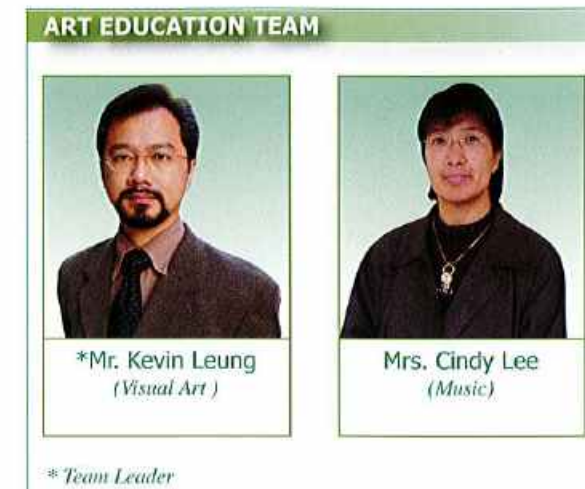 ART EDUCATION TEAM
*Mr. Kevin Leung
(Visual Art )
Mrs. Cindy Lee
(Music)
* Team Leader